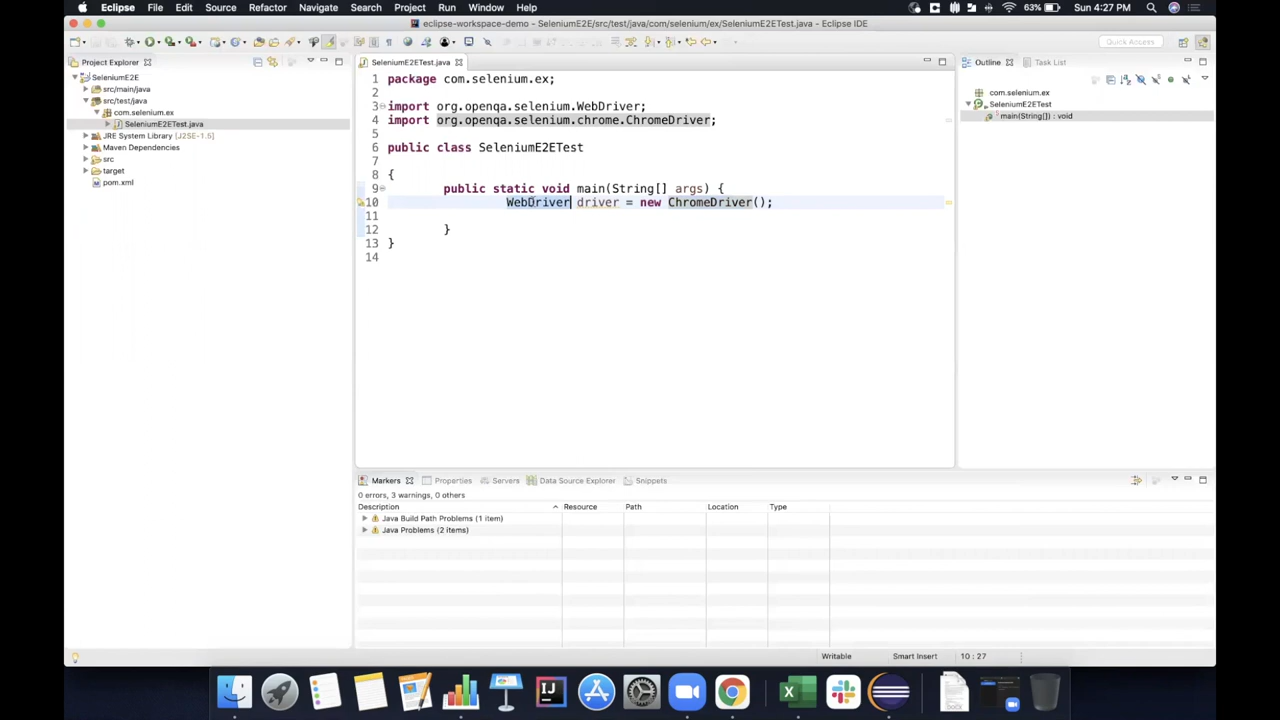 Eclipse File Edit Source Refactor Navigate Search Project Run Window Help 63% Sun 4:27 PM
eclipse-workspace-demo - SeleniumE2E/src/test/java/com/selenium/ex/SeleniumE2ETest.java - Eclipse IDE
Quick Access
Project Explorer
SeleniumE2E
src/main/java
src/test/java
com.selenium.ex
SeleniumE2ETest.java
JRE System Library [J2SE-1.5]
Maven Dependencies
src
target
pom.xml
SeleniumE2ETest.java
1 package com.selenium.ex;
2
3 import org.openqa.selenium.WebDriver;
4 import org.openqa.selenium.chrome.ChromeDriver;
5
6 public class SeleniumE2ETest
7
8 {
9 public static void main(String[] args) {
10 WebDriver driver = new ChromeDriver();
11
12 }
13 }
14
Outline Task List
com.selenium.ex
SeleniumE2ETest
main(String[]) : void
Markers Properties Servers Data Source Explorer Snippets
0 errors, 3 warnings, 0 others
Description Resource Path Location Type
Java Build Path Problems (1 item)
Java Problems (2 items)
Writable Smart Insert 10 : 27